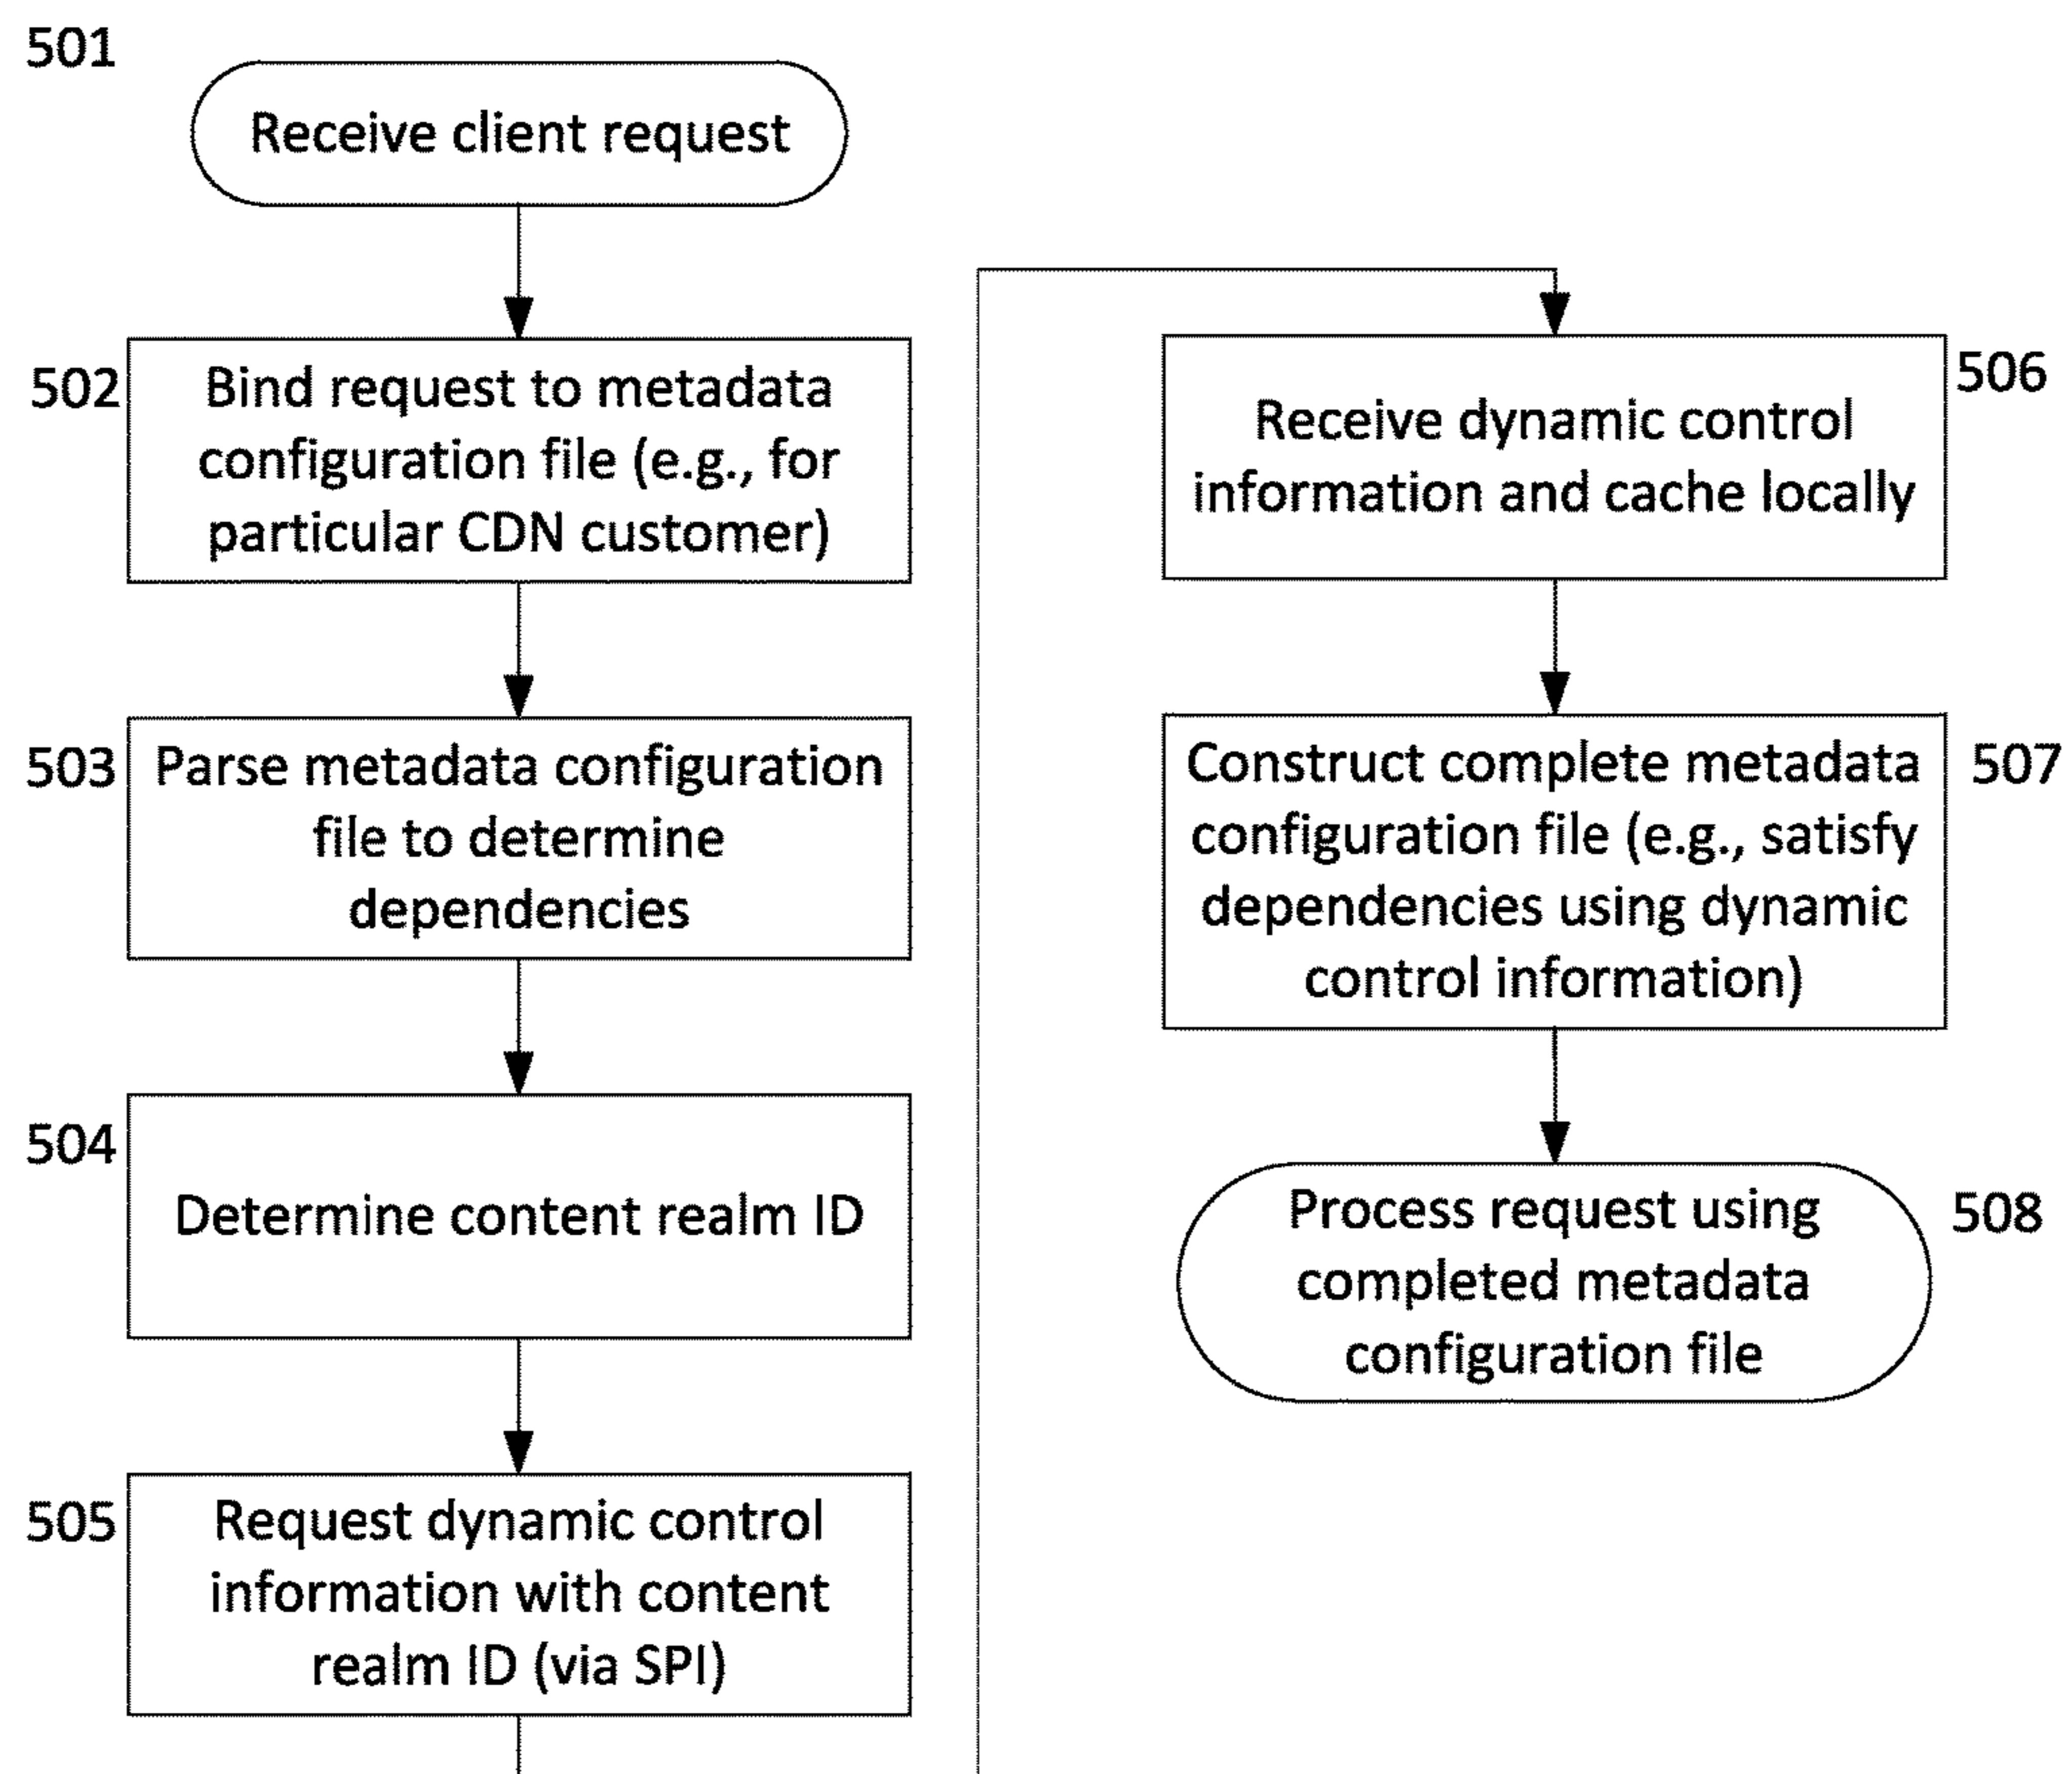 501
Receive client request
502
Bind request to metadata
configuration file (e.g., for
particular CDN customer)
503
Parse metadata configuration
file to determine
dependencies
504
Determine content realm ID
505
Request dynamic control
information with content
realm ID (via SPI)
506
Receive dynamic control
information and cache locally
507
Construct complete metadata
configuration file (e.g., satisfy
dependencies using dynamic
control information)
508
Process request using
completed metadata
configuration file